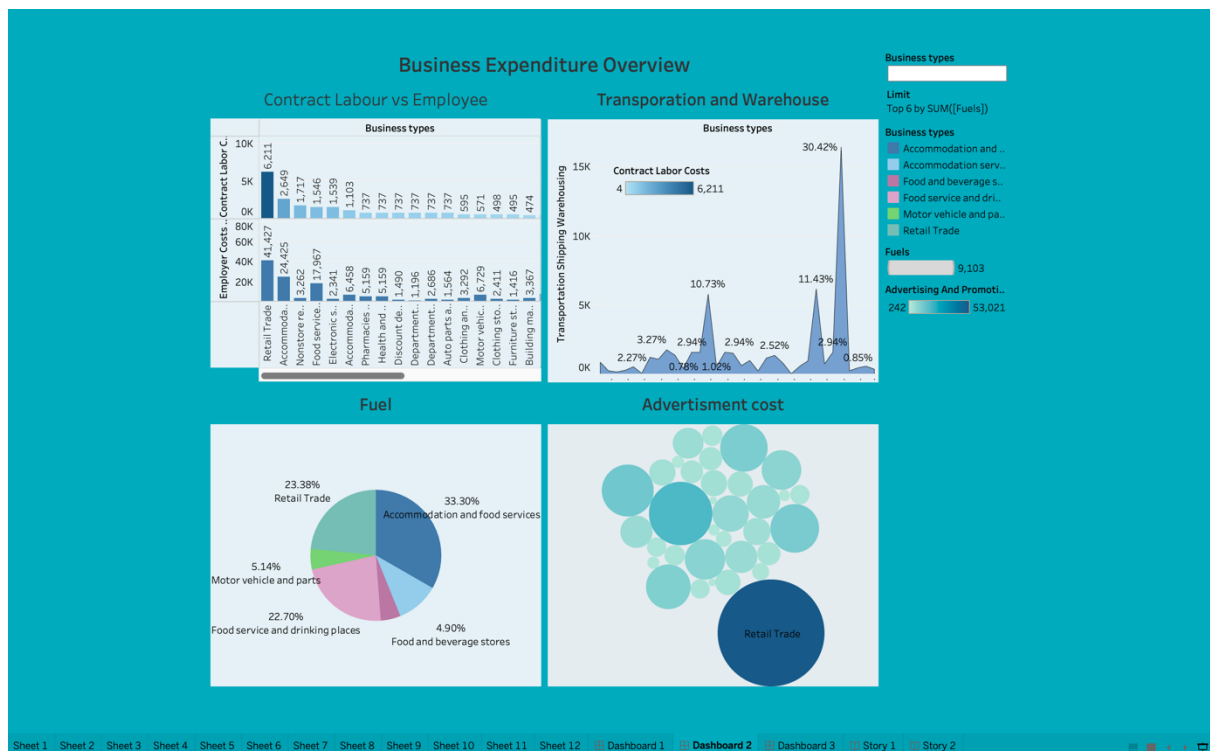 Business Expenditure Overview
Contract Labour vs Employee
Business types
Contract Labor C..
10K
5K
0K
6,211
2,649
1,717
1,546
1,539
1,103
737
737
737
737
737
737
595
571
498
495
474
Employer Costs ..
80K
60K
40K
20K
41,427
24,425
3,262
17,967
2,341
6,458
5,159
5,159
1,490
1,196
2,686
1,564
3,292
6,729
2,411
1,416
3,367
Retail Trade
Accommoda..
Nonstore re..
Food service..
Electronic s..
Accommoda..
Pharmacies ..
Health and ..
Discount de..
Department..
Department..
Auto parts a..
Clothing an..
Motor vehic..
Clothing sto..
Furniture st..
Building ma..
Transporation and Warehouse
Business types
Transportation Shipping Warehousing
15K
10K
5K
0K
Contract Labor Costs
4 6,211
30.42%
11.43%
10.73%
3.27%
2.27%
2.94%
0.78%
1.02%
2.94%
2.52%
2.94%
0.85%
Business types
Limit
Top 6 by SUM([Fuels])
Business types
Accommodation and ..
Accommodation serv..
Food and beverage s..
Food service and dri..
Motor vehicle and pa..
Retail Trade
Fuels
9,103
Advertising And Promoti..
242 53,021
Fuel
23.38%
Retail Trade
33.30%
Accommodation and food services
5.14%
Motor vehicle and parts
22.70%
Food service and drinking places
4.90%
Food and beverage stores
Advertisment cost
Retail Trade
Sheet 1 Sheet 2 Sheet 3 Sheet 4 Sheet 5 Sheet 6 Sheet 7 Sheet 8 Sheet 9 Sheet 10 Sheet 11 Sheet 12 Dashboard 1 Dashboard 2 Dashboard 3 Story 1 Story 2